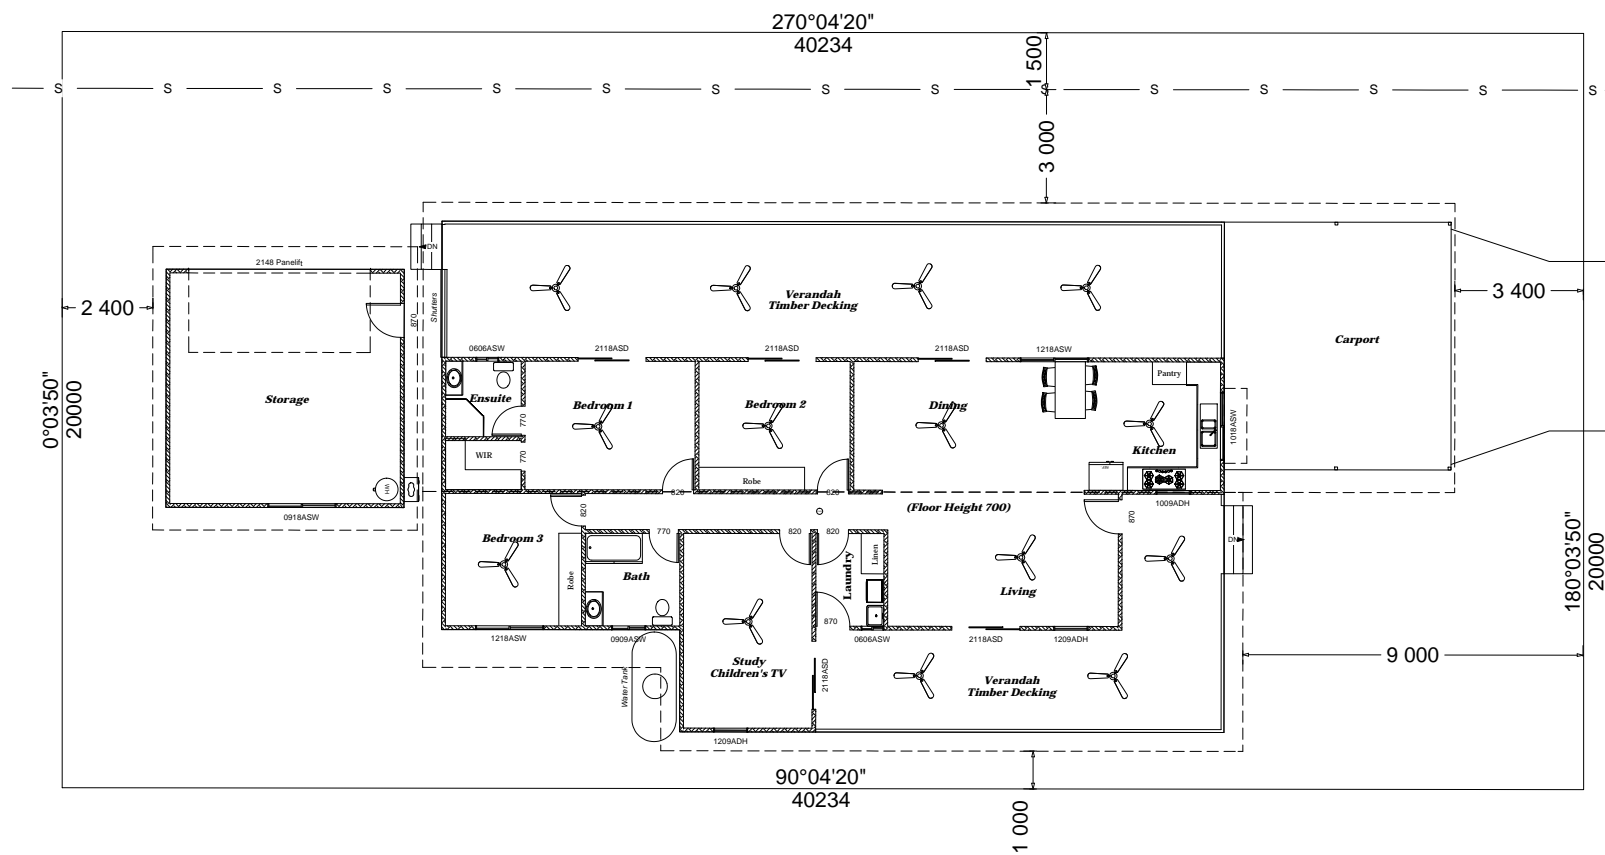 270°04'20"
40234
1 500
S S S S S S S S S S S S S S S
3 000
DN
2148 Panelift
Shutters
Verandah
Timber Decking
2 400
3 400
870
Carport
0606ASW
2118ASD
2118ASD
2118ASD
1218ASW
Pantry
0°03'50"
20000
Storage
Ensuite
Bedroom 1
Bedroom 2
Dining
770
1018ASW
Kitchen
WIR
770
Robe
WH
820
820
0918ASW
820
(Floor Height 700)
1009ADH
870
770
820
820
Bedroom 3
DN
Robe
Bath
Laundry
Linen
Living
180°03'50"
20000
1218ASW
0909ASW
870
0606ASW
2118ASD
1209ADH
Water Tank
Study
Children's TV
2118ASD
Verandah
Timber Decking
9 000
1209ADH
90°04'20"
40234
1 000